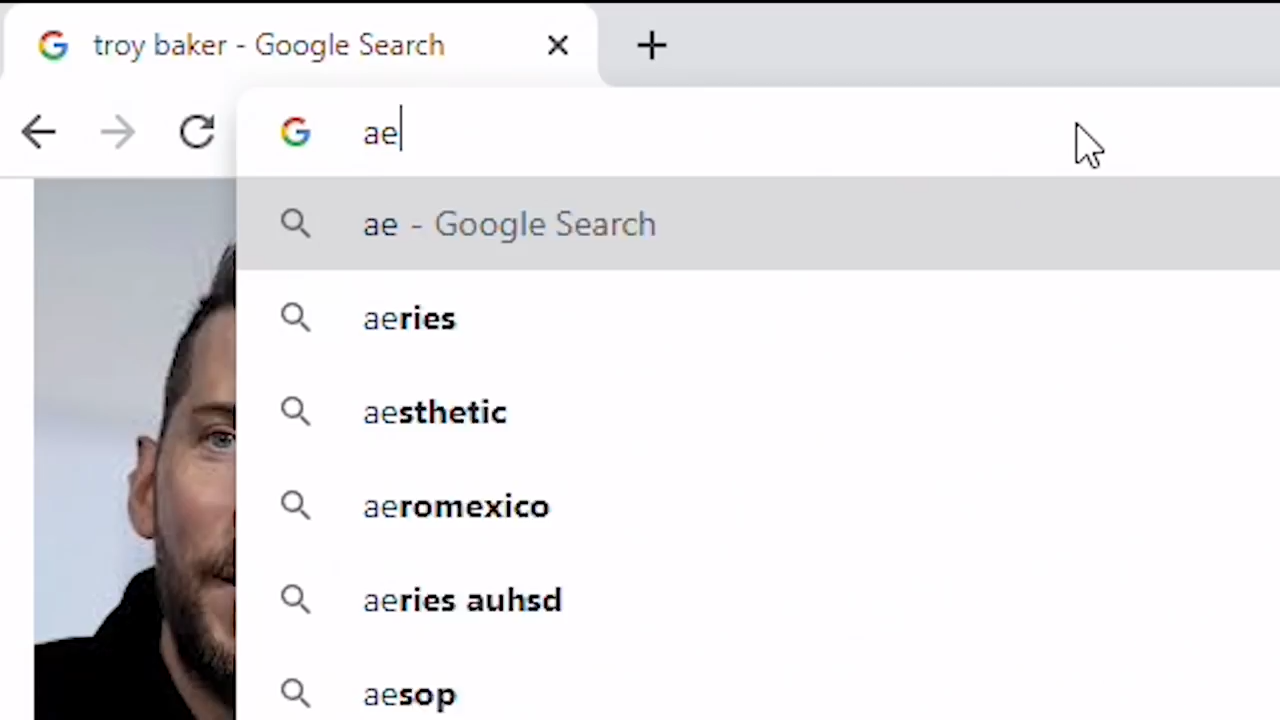 troy baker - Google Search
ae
ae - Google Search
aeries
aesthetic
aeromexico
aeries auhsd
aesop